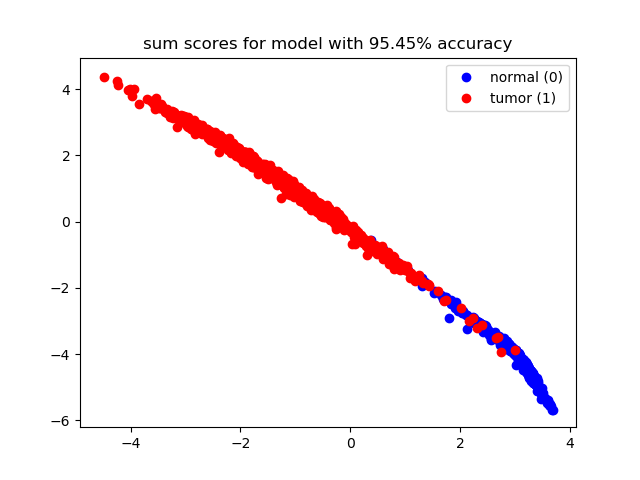 sum scores for model with 95.45% accuracy
normal (0)
tumor (1)
4
2
0
−2
−4
−6
−4 −2 0 2 4